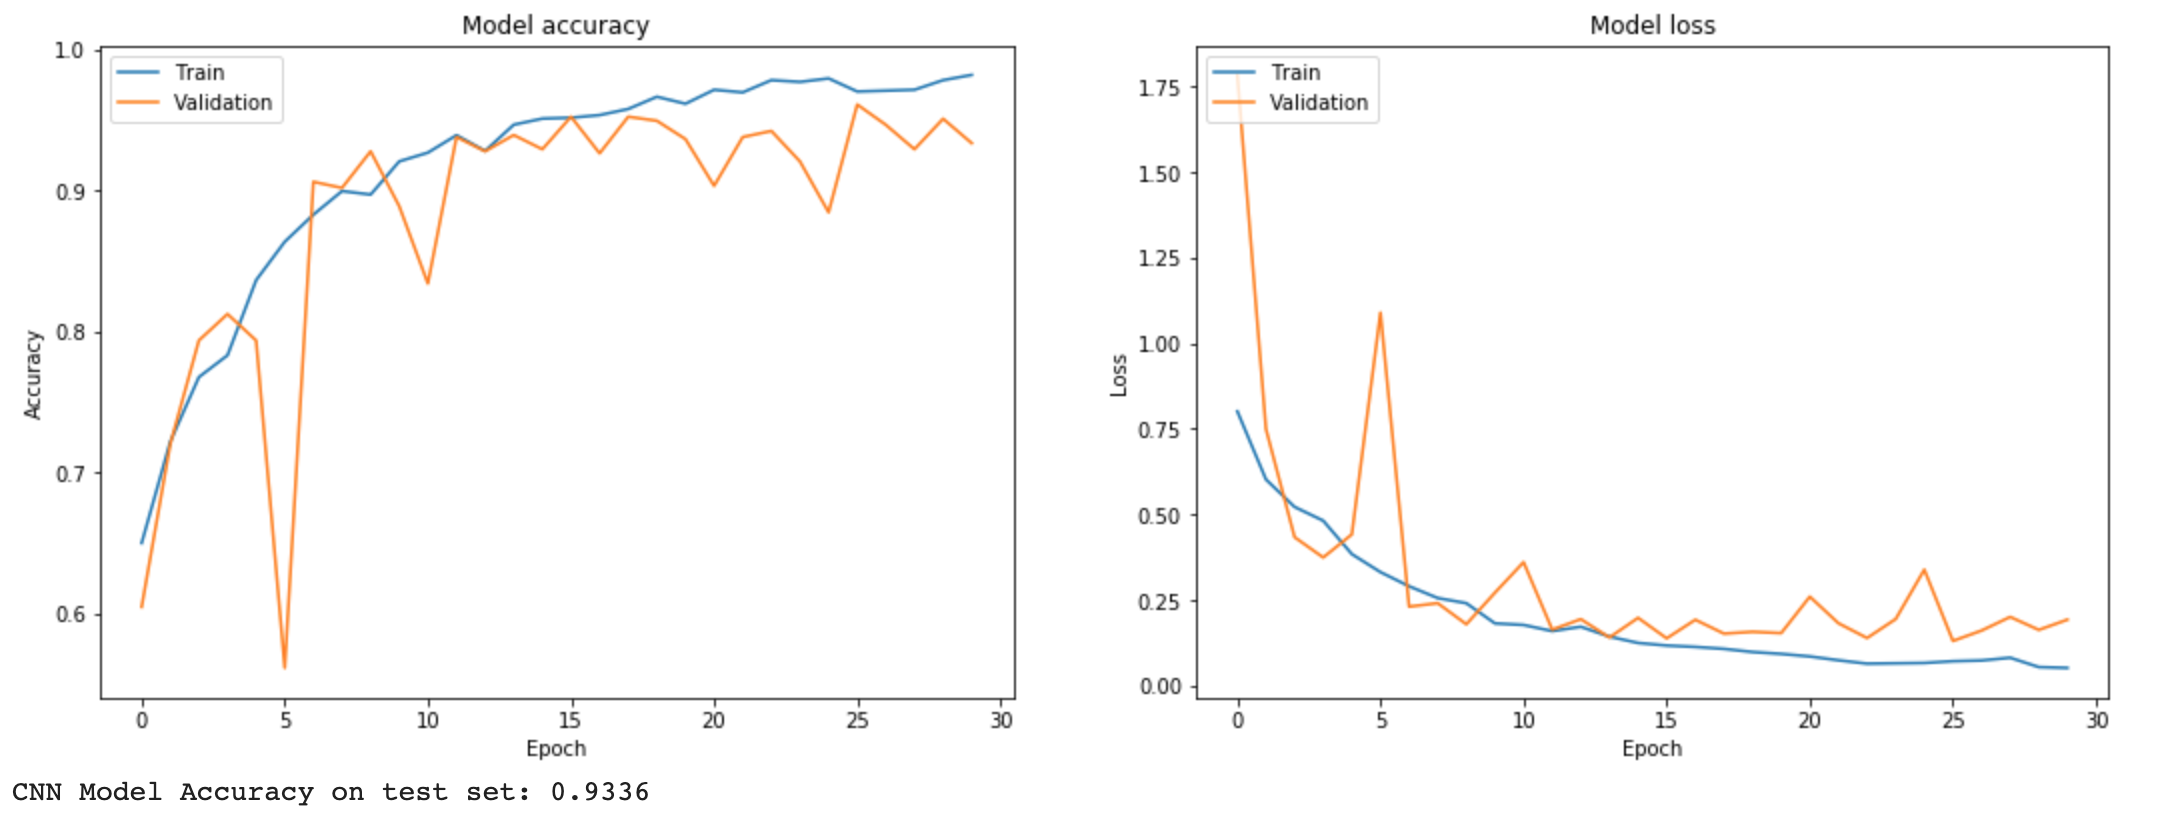 Model accuracy
1.0
0.9
0.8
0.7
0.6
Accuracy
Train
Validation
0 5 10 15 20 25 30
Epoch
Model loss
1.75
1.50
1.25
1.00
0.75
0.50
0.25
0.00
Loss
Train
Validation
0 5 10 15 20 25 30
Epoch
CNN Model Accuracy on test set: 0.9336